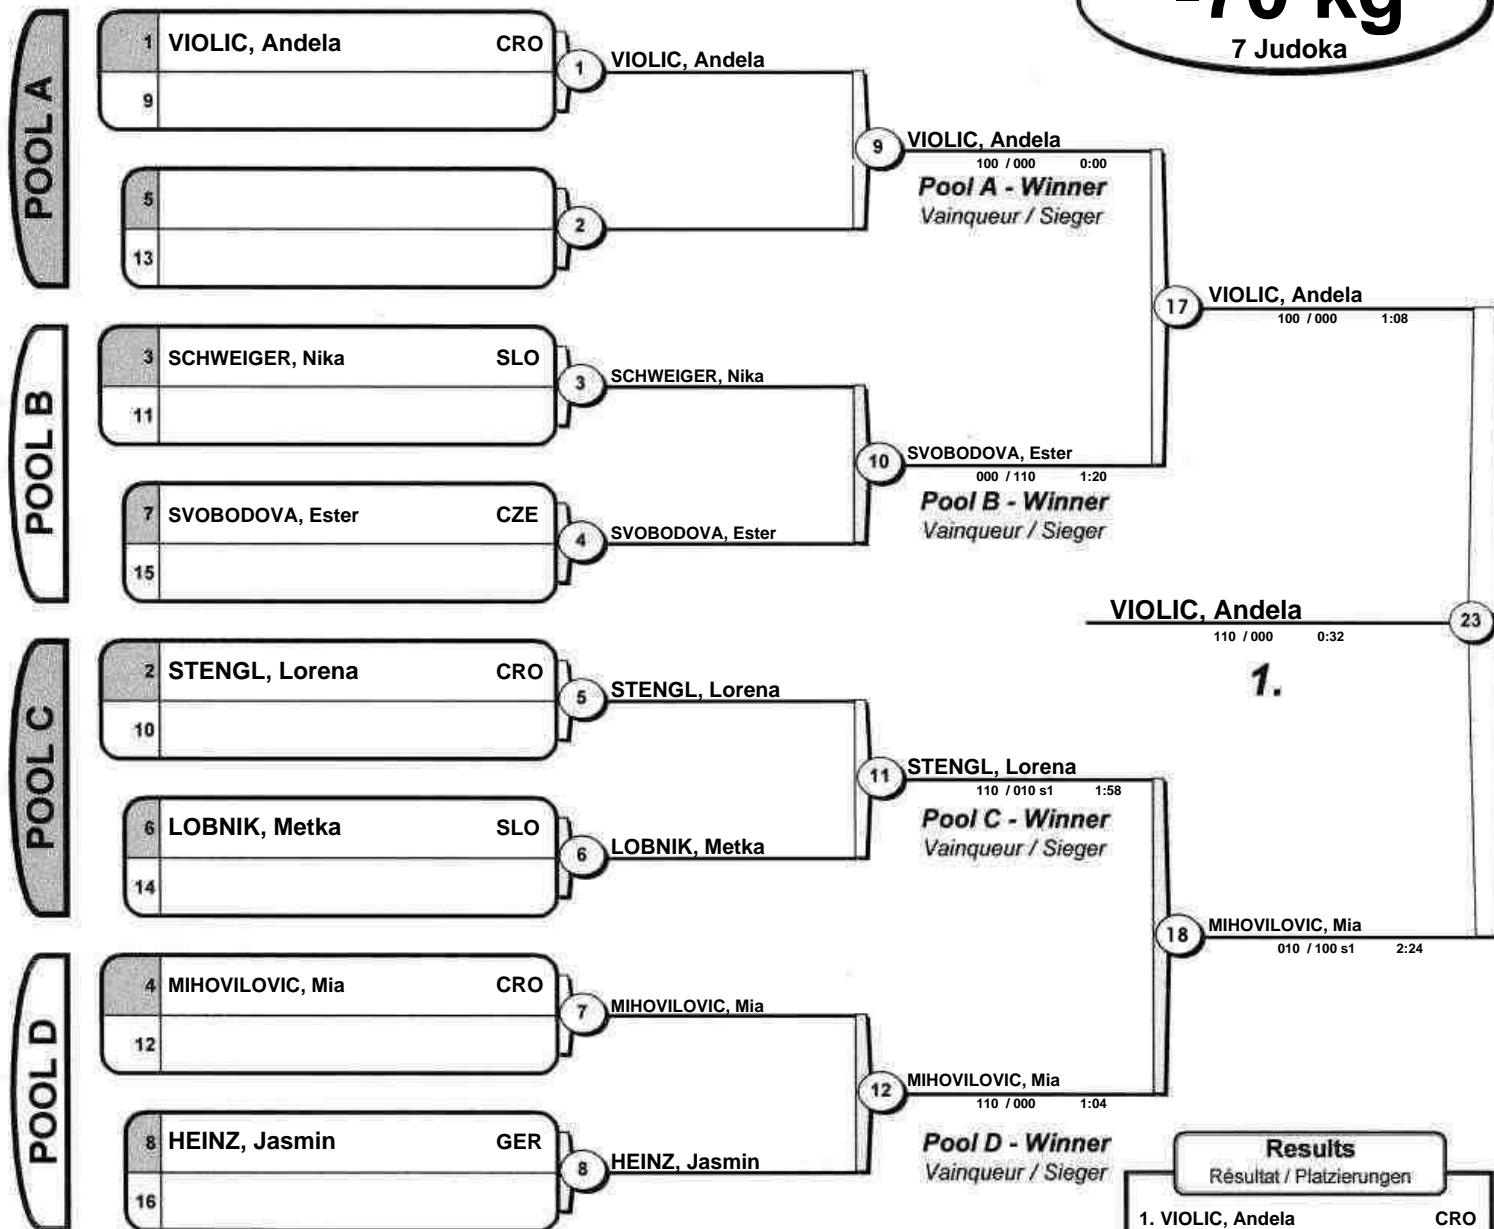 -70 kg
7 Judoka
POOL A
1 VIOLIC, Andela CRO
9
1 VIOLIC, Andela
5
13
2
9 VIOLIC, Andela
100 / 000 0:00
Pool A - Winner
Vainqueur / Sieger
POOL B
3 SCHWEIGER, Nika SLO
11
3 SCHWEIGER, Nika
7 SVOBODOVA, Ester CZE
15
4 SVOBODOVA, Ester
10 SVOBODOVA, Ester
000 / 110 1:20
Pool B - Winner
Vainqueur / Sieger
17 VIOLIC, Andela
100 / 000 1:08
VIOLIC, Andela
110 / 000 0:32
23
1.
POOL C
2 STENGL, Lorena CRO
10
5 STENGL, Lorena
6 LOBNIK, Metka SLO
14
6 LOBNIK, Metka
11 STENGL, Lorena
110 / 010 s1 1:58
Pool C - Winner
Vainqueur / Sieger
POOL D
4 MIHOVILOVIC, Mia CRO
12
7 MIHOVILOVIC, Mia
8 HEINZ, Jasmin GER
16
8 HEINZ, Jasmin
12 MIHOVILOVIC, Mia
110 / 000 1:04
Pool D - Winner
Vainqueur / Sieger
18 MIHOVILOVIC, Mia
010 / 100 s1 2:24
Results
Résultat / Platzierungen
1. VIOLIC, Andela CRO